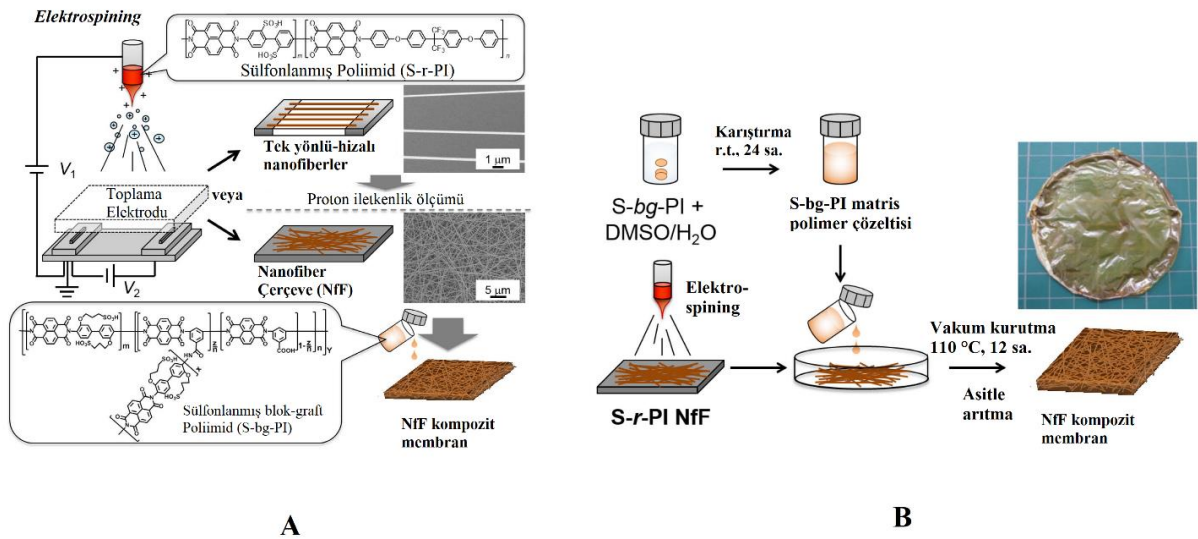 Elektrospining
Sülfonlanmış Poliimid (S-r-PI)
V₁
Toplama
Elektrodu
veya
V₂
Tek yönlü-hizalı
nanofiberler
1 μm
Proton iletkenlik ölçümü
Nanofiber
Çerçeve (NfF)
5 μm
Sülfonlanmış blok-graft
Poliimid (S-bg-PI)
NfF kompozit
membran
A
Karıştırma
r.t., 24 sa.
S-bg-PI +
DMSO/H₂O
S-bg-PI matris
polimer çözeltisi
Elektro-
spining
S-r-PI NfF
Vakum kurutma
110 °C, 12 sa.
Asitle
arıtma
NfF kompozit
membran
B